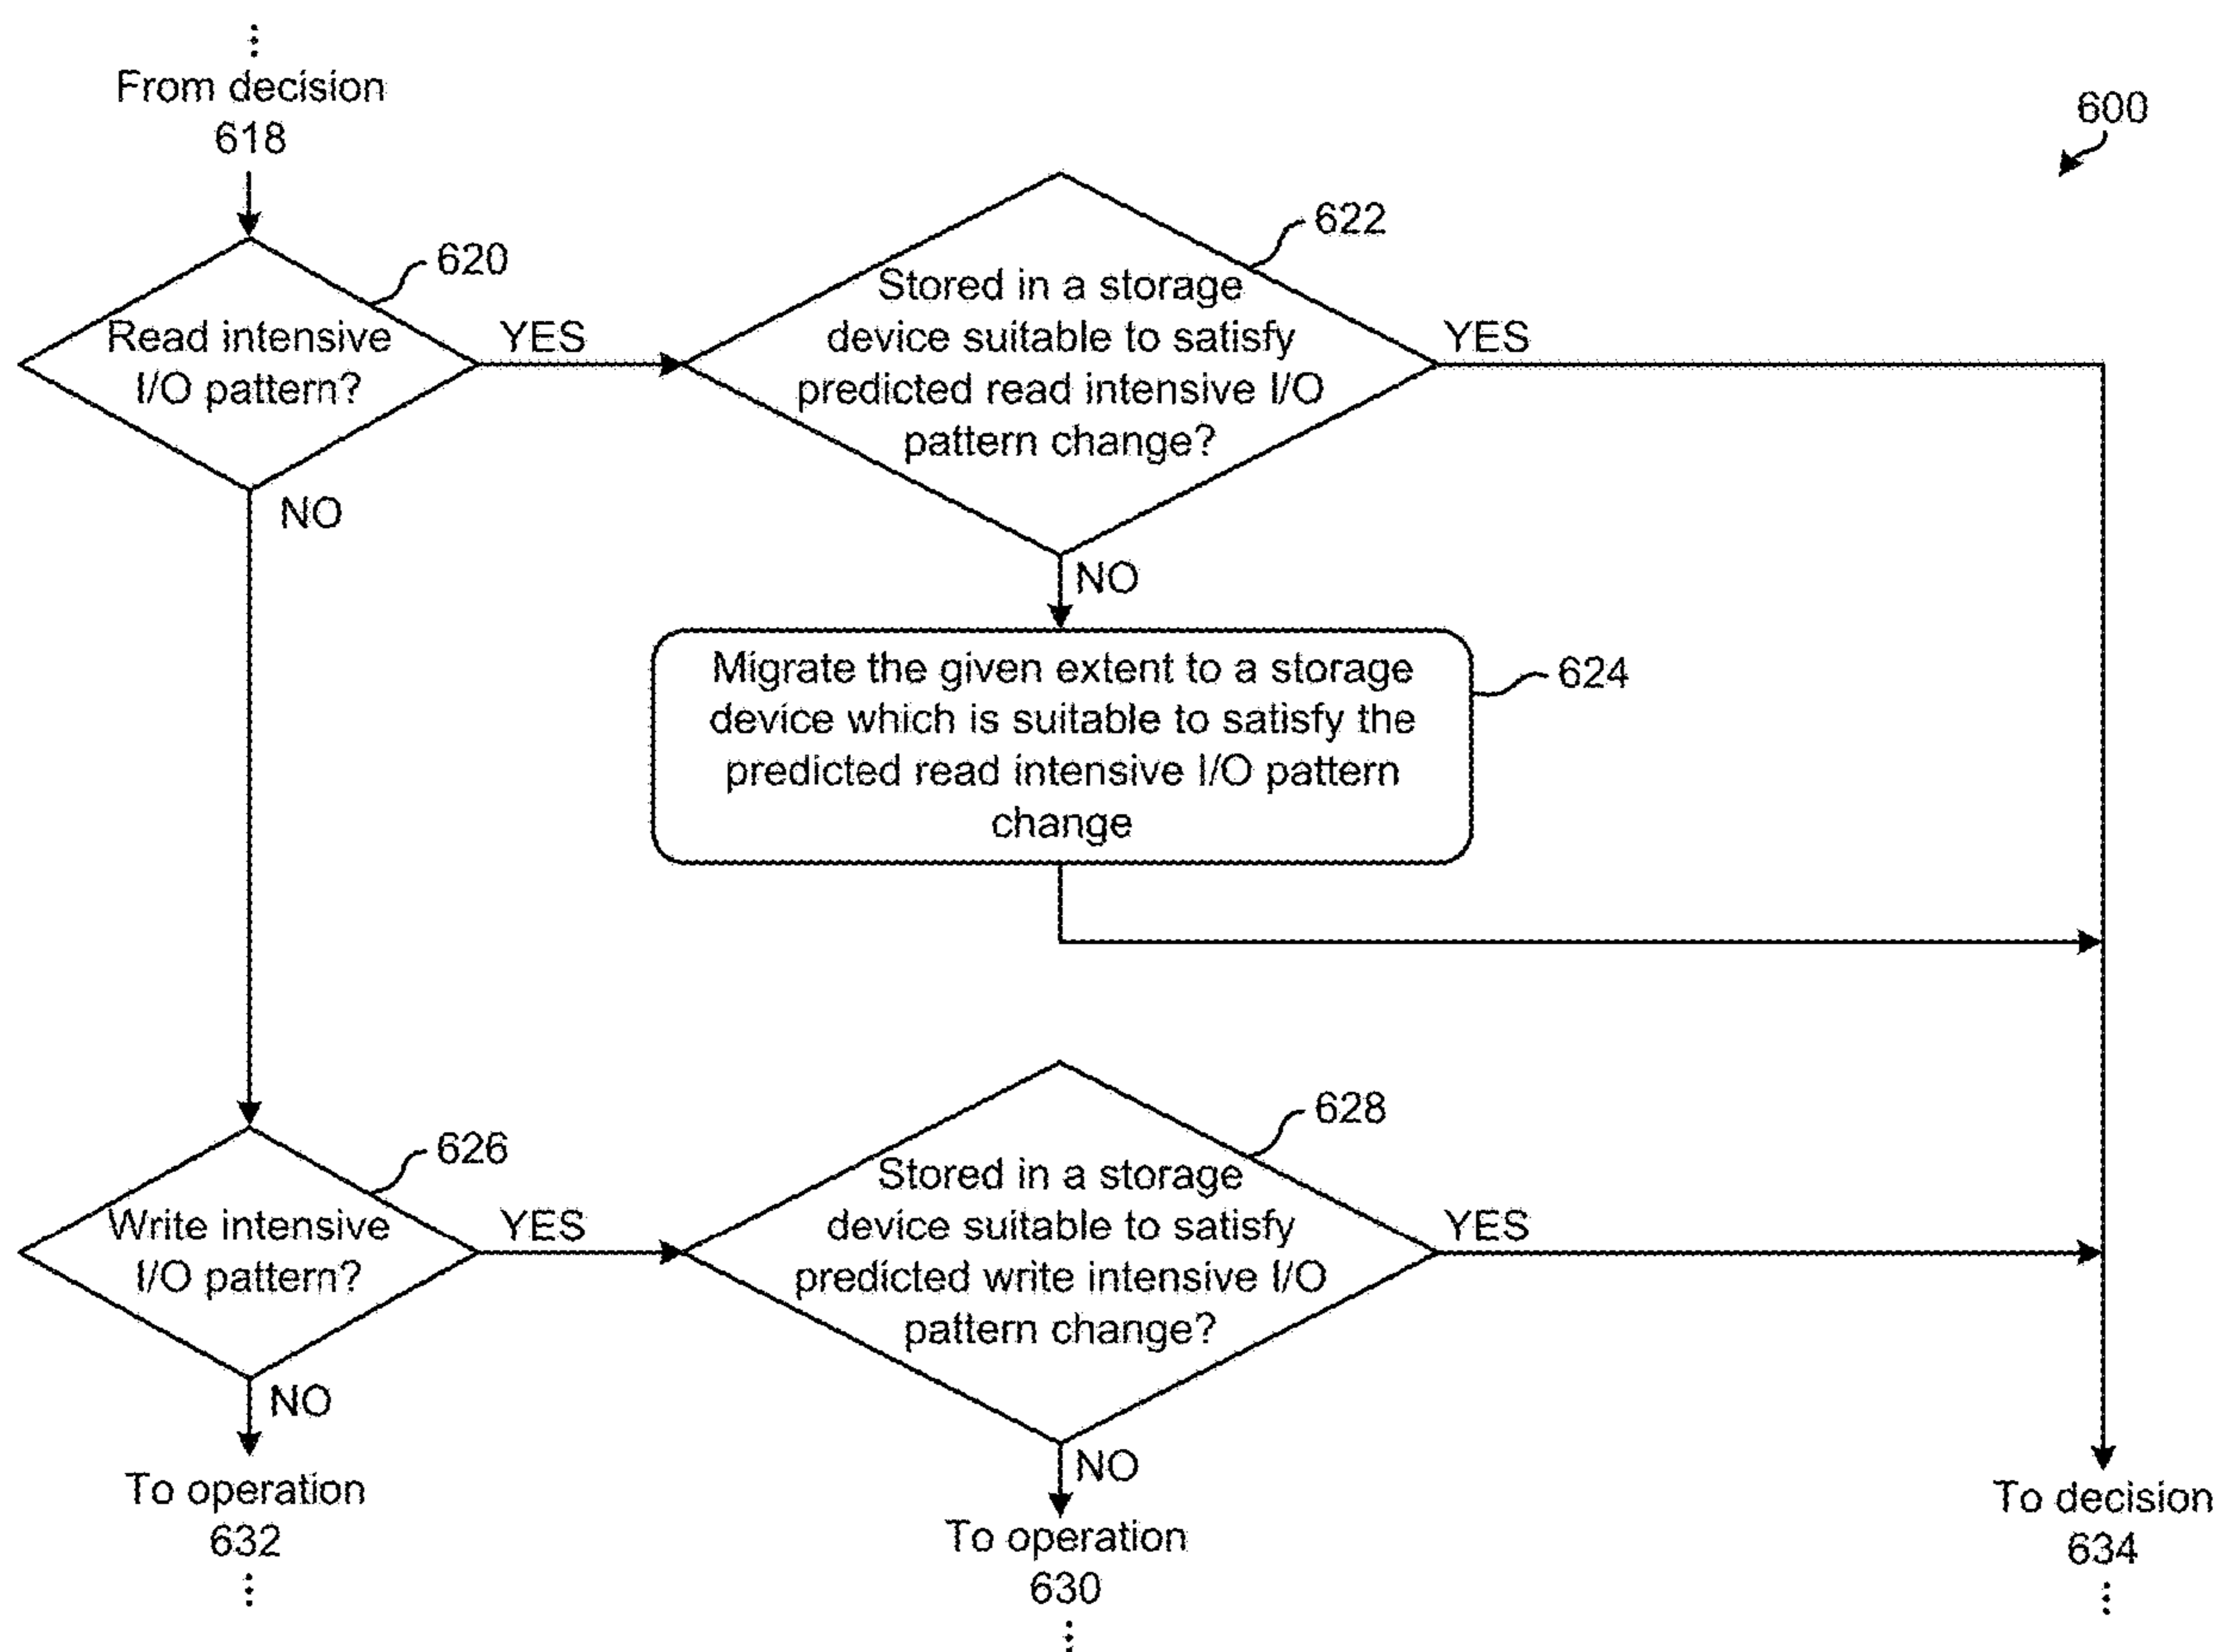 From decision
618
600
620
Read intensive
I/O pattern?
YES
NO
622
Stored in a storage
device suitable to satisfy
predicted read intensive I/O
pattern change?
YES
NO
Migrate the given extent to a storage
device which is suitable to satisfy the
predicted read intensive I/O pattern
change
624
626
Write intensive
I/O pattern?
YES
NO
To operation
632
628
Stored in a storage
device suitable to satisfy
predicted write intensive I/O
pattern change?
YES
NO
To operation
630
To decision
634